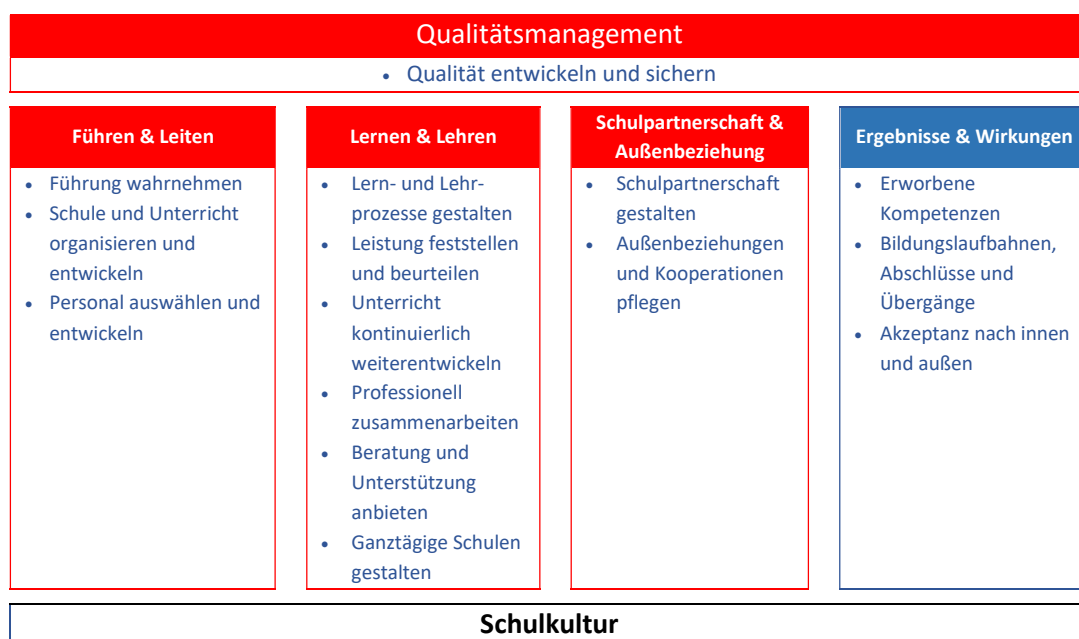 Qualitätsmanagement
• Qualität entwickeln und sichern
Führen & Leiten
• Führung wahrnehmen
• Schule und Unterricht
organisieren und
entwickeln
• Personal auswählen und
entwickeln
Lernen & Lehren
• Lern- und Lehr-
prozesse gestalten
• Leistung feststellen
und beurteilen
• Unterricht
kontinuierlich
weiterentwickeln
• Professionell
zusammenarbeiten
• Beratung und
Unterstützung
anbieten
• Ganztägige Schulen
gestalten
Schulpartnerschaft &
Außenbeziehung
• Schulpartnerschaft
gestalten
• Außenbeziehungen
und Kooperationen
pflegen
Ergebnisse & Wirkungen
• Erworbene
Kompetenzen
• Bildungslaufbahnen,
Abschlüsse und
Übergänge
• Akzeptanz nach innen
und außen
Schulkultur